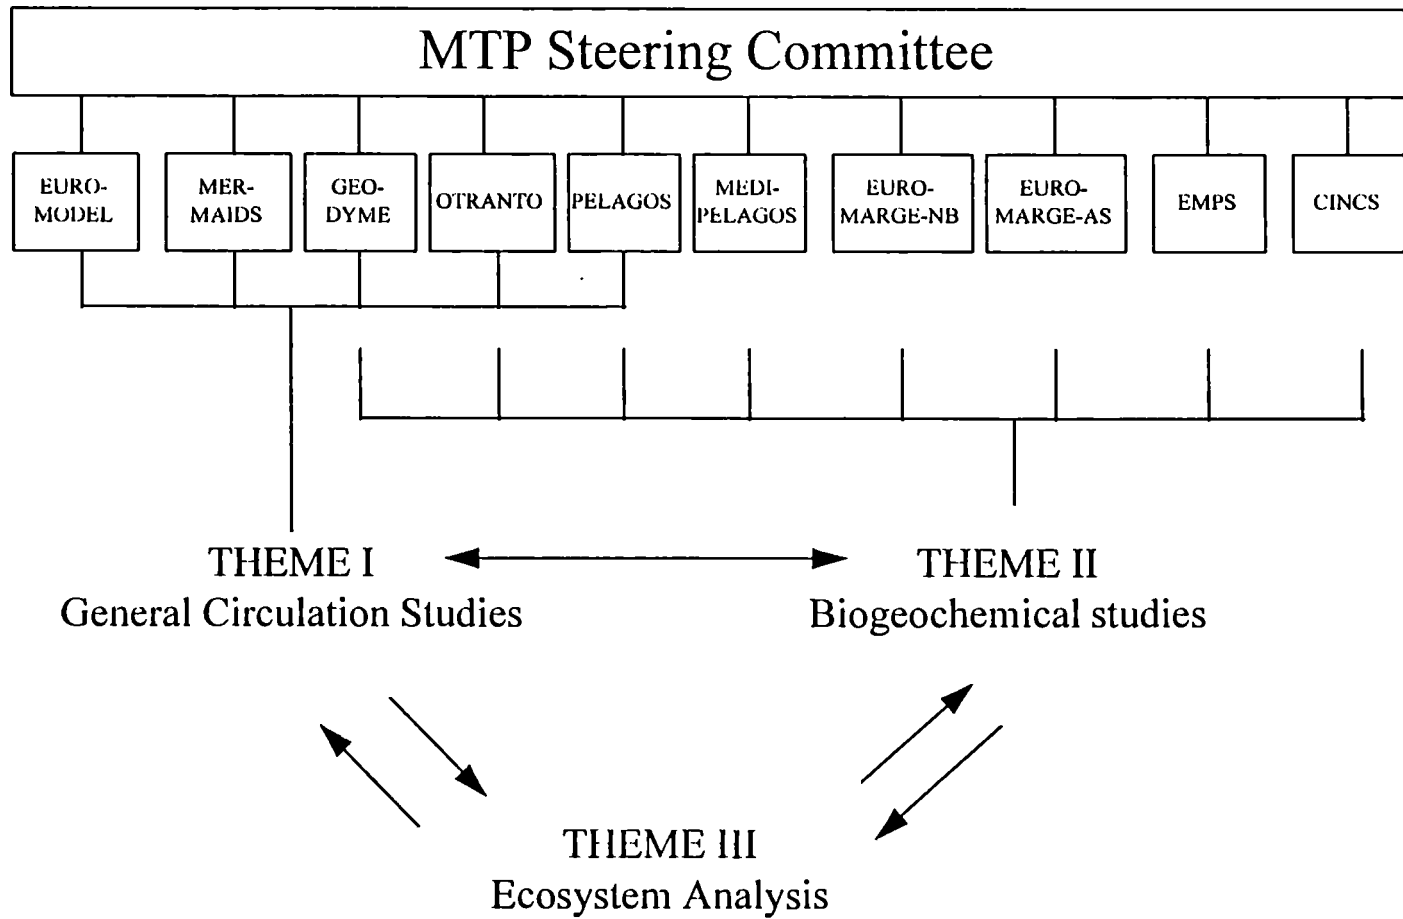 MTP Steering Committee
EURO-
MODEL
MER-
MAIDS
GEO-
DYME
OTRANTO
PELAGOS
MEDI-
PELAGOS
EURO-
MARGE-NB
EURO-
MARGE-AS
EMPS
CINCS
THEME I
General Circulation Studies
THEME II
Biogeochemical studies
THEME III
Ecosystem Analysis